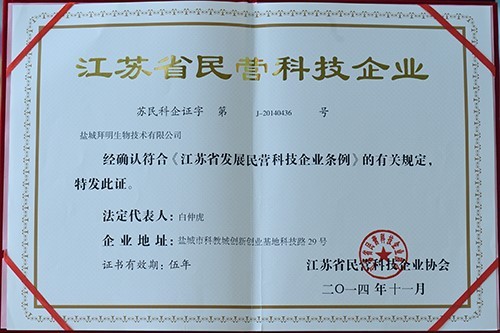 江苏省民营科技企业
苏民科企证字 第 J-20140436 号
盐城拜明生物技术有限公司
经确认符合《江苏省发展民营科技企业条例》的有关规定,
特发此证。
法定代表人: 白仲虎
企业地址: 盐城市科教城创新创业基地科技路29号
证书有效期: 伍年
江苏省民营科技企业协会
二〇一四年十一月